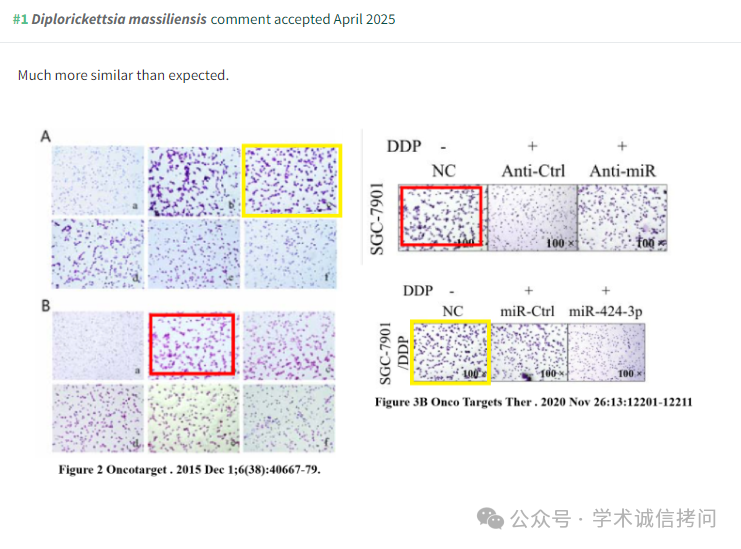 #1 Diplorickettsia massiliensis comment accepted April 2025
Much more similar than expected.
A
a
b
d
e
f
B
a
d
f
Figure 2 Oncotarget . 2015 Dec 1;6(38):40667-79.
DDP - + +
NC Anti-Ctrl Anti-miR
SGC-7901
100 × 100 × 100 ×
DDP - + +
NC miR-Ctrl miR-424-3p
SGC-7901
/DDP
100 × 100 × 100 ×
Figure 3B Onco Targets Ther . 2020 Nov 26:13:12201-12211
公众号 · 学术诚信拷问